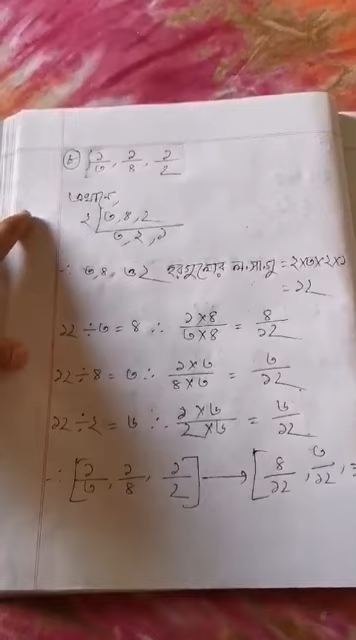 ১/৩, ১/৪, ১/২
এখানে,
২ | ৩, ৪, ২
৩, ২, ১
∴ ৩, ৪, ও ২ হরগুলোর ল.সা.গু = ২×৩×২×১
= ১২
১২ ÷ ৩ = ৪ ∴ ১×৪/৩×৪ = ৪/১২
১২ ÷ ৪ = ৩ ∴ ১×৩/৪×৩ = ৩/১২
১২ ÷ ২ = ৬ ∴ ১×৬/২×৬ = ৬/১২
∴ [১/৩, ১/৪, ১/২] → [৪/১২, ৩/১২,